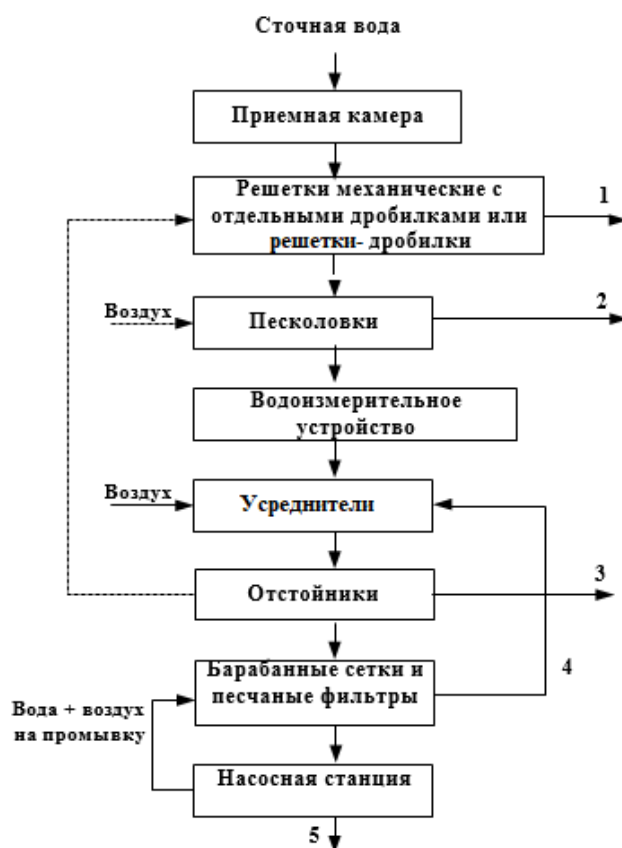 Сточная вода
Приемная камера
Решетки механические с
отдельными дробилками или
решетки- дробилки
1
Воздух
Песколовки
2
Водоизмерительное
устройство
Воздух
Усреднители
Отстойники
3
Барабанные сетки и
песчаные фильтры
4
Вода + воздух
на промывку
Насосная станция
5